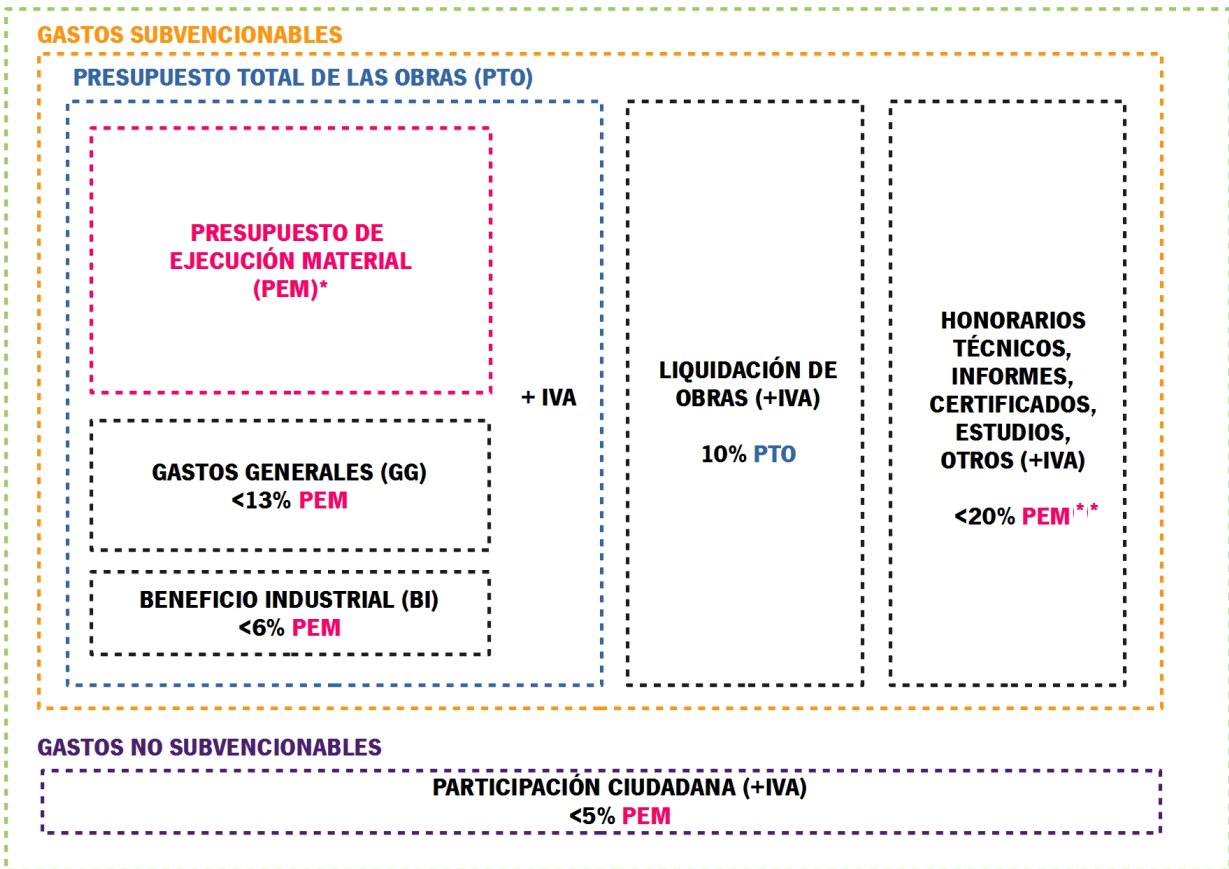 GASTOS SUBVENCIONABLES
PRESUPUESTO TOTAL DE LAS OBRAS (PTO)
PRESUPUESTO DE
EJECUCIÓN MATERIAL
(PEM)*
GASTOS GENERALES (GG)
<13% PEM
BENEFICIO INDUSTRIAL (BI)
<6% PEM
+ IVA
LIQUIDACIÓN DE
OBRAS (+IVA)
10% PTO
HONORARIOS
TÉCNICOS,
INFORMES,
CERTIFICADOS,
ESTUDIOS,
OTROS (+IVA)
<20% PEM**
GASTOS NO SUBVENCIONABLES
PARTICIPACIÓN CIUDADANA (+IVA)
<5% PEM